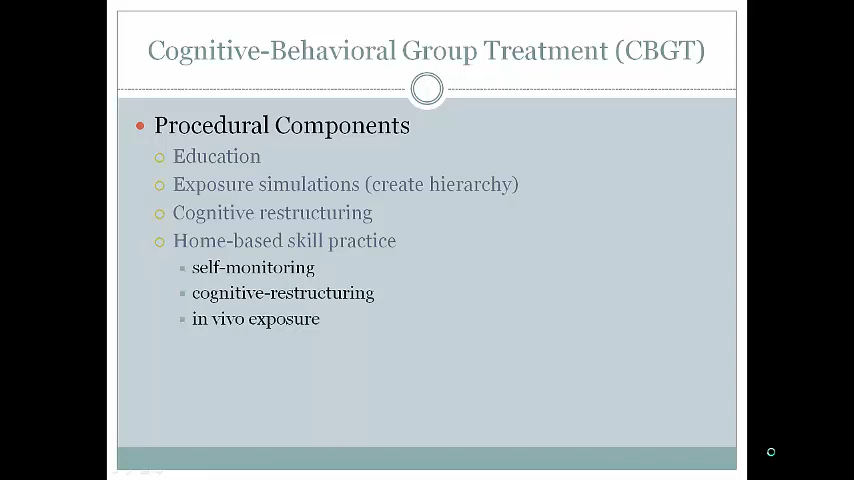 Cognitive-Behavioral Group Treatment (CBGT)
Procedural Components
Education
Exposure simulations (create hierarchy)
Cognitive restructuring
Home-based skill practice
self-monitoring
cognitive-restructuring
in vivo exposure